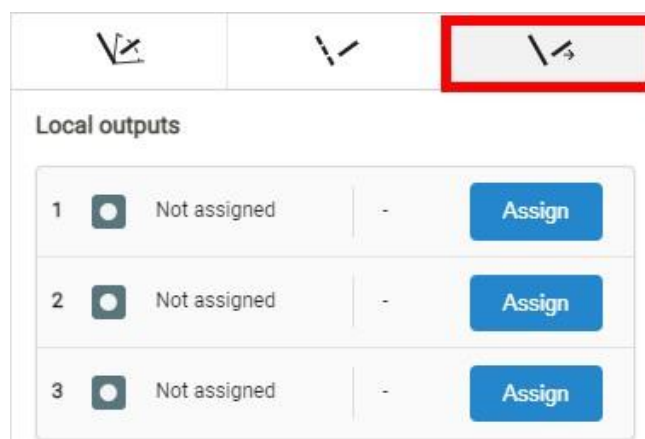 Local outputs
1 Not assigned - Assign
2 Not assigned - Assign
3 Not assigned - Assign